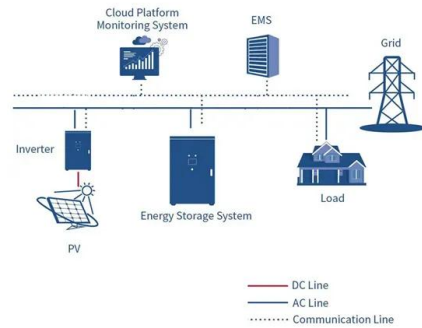 Cloud Platform
Monitoring System
EMS
Grid
Inverter
Energy Storage System
Load
PV
DC Line
AC Line
Communication Line